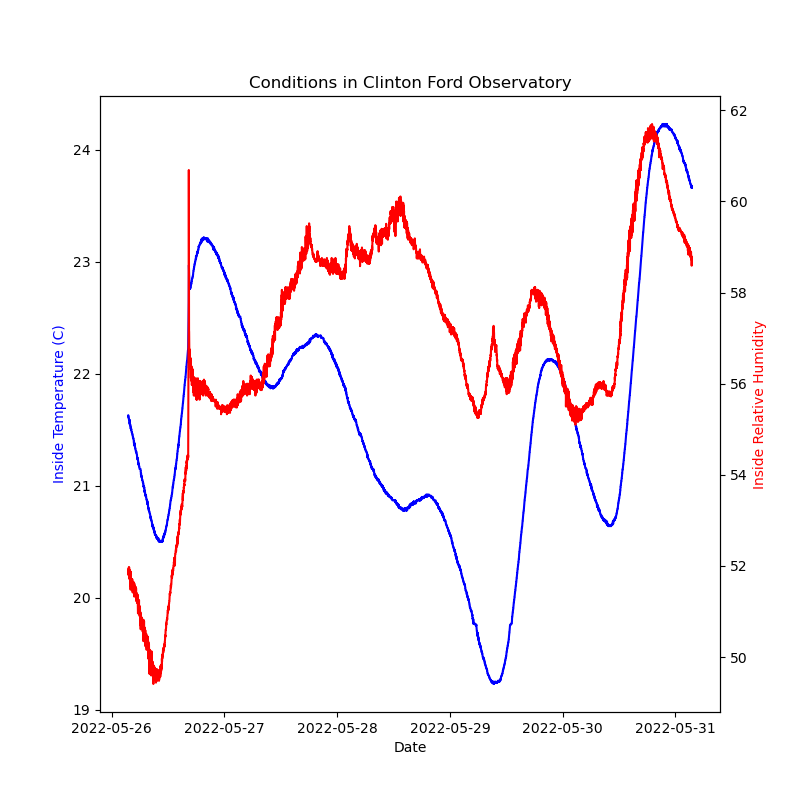 Conditions in Clinton Ford Observatory
24
23
22
21
20
19
Inside Temperature (C)
62
60
58
56
54
52
50
Inside Relative Humidity
2022-05-26 2022-05-27 2022-05-28 2022-05-29 2022-05-30 2022-05-31
Date